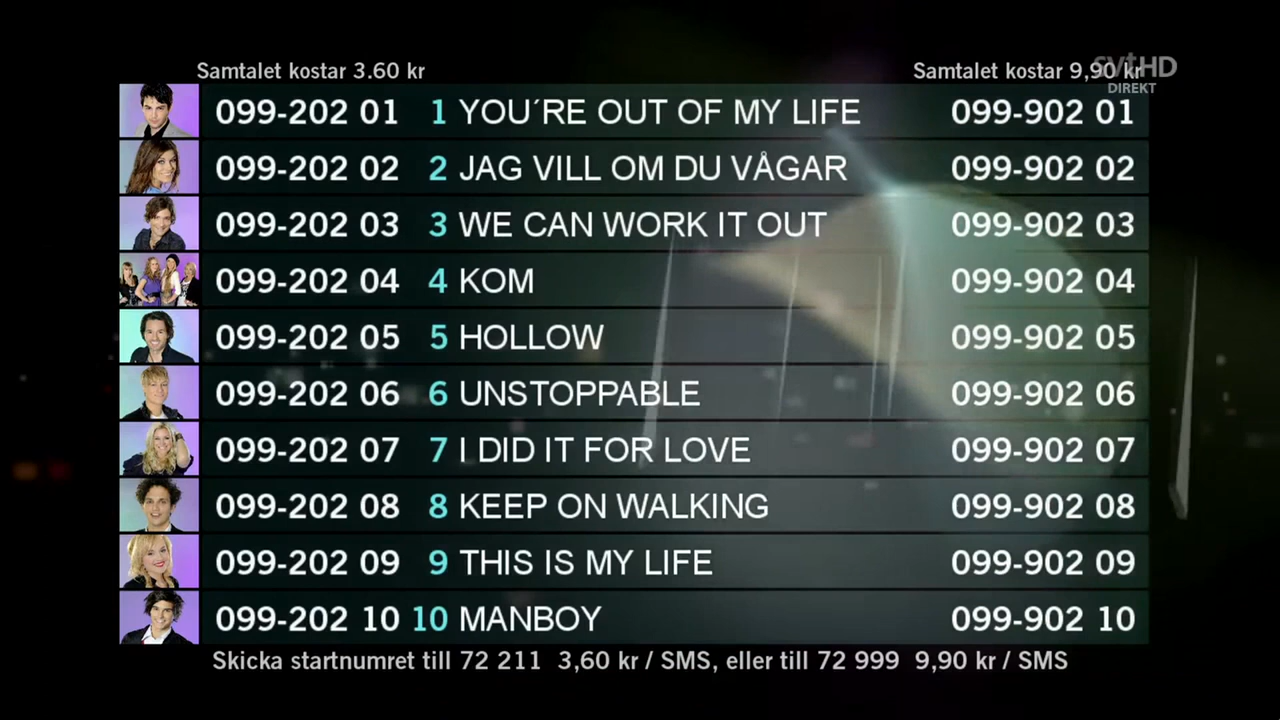 Samtalet kostar 3.60 kr Samtalet kostar 9,90 kr
svtHD
DIREKT
099-202 01 1 YOU´RE OUT OF MY LIFE 099-902 01
099-202 02 2 JAG VILL OM DU VÅGAR 099-902 02
099-202 03 3 WE CAN WORK IT OUT 099-902 03
099-202 04 4 KOM 099-902 04
099-202 05 5 HOLLOW 099-902 05
099-202 06 6 UNSTOPPABLE 099-902 06
099-202 07 7 I DID IT FOR LOVE 099-902 07
099-202 08 8 KEEP ON WALKING 099-902 08
099-202 09 9 THIS IS MY LIFE 099-902 09
099-202 10 10 MANBOY 099-902 10
Skicka startnumret till 72 211 3,60 kr / SMS, eller till 72 999 9,90 kr / SMS